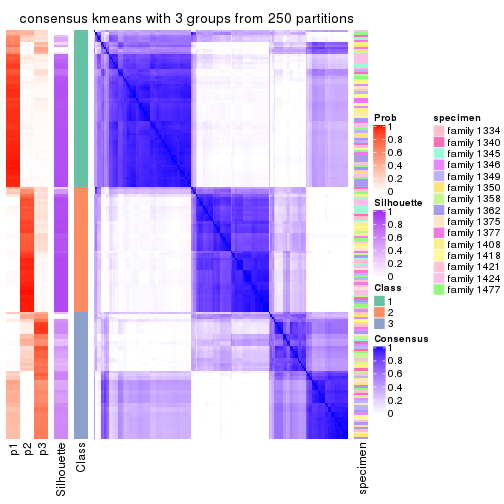 consensus kmeans with 3 groups from 250 partitions
Prob
1
0.8
0.6
0.4
0.2
0
Silhouette
1
0.8
0.6
0.4
0.2
0
Class
1
2
3
Consensus
1
0.8
0.6
0.4
0.2
0
specimen
family 1334
family 1340
family 1345
family 1346
family 1349
family 1350
family 1358
family 1362
family 1375
family 1377
family 1408
family 1418
family 1421
family 1424
family 1477
p1
p2
p3
Silhouette
Class
specimen